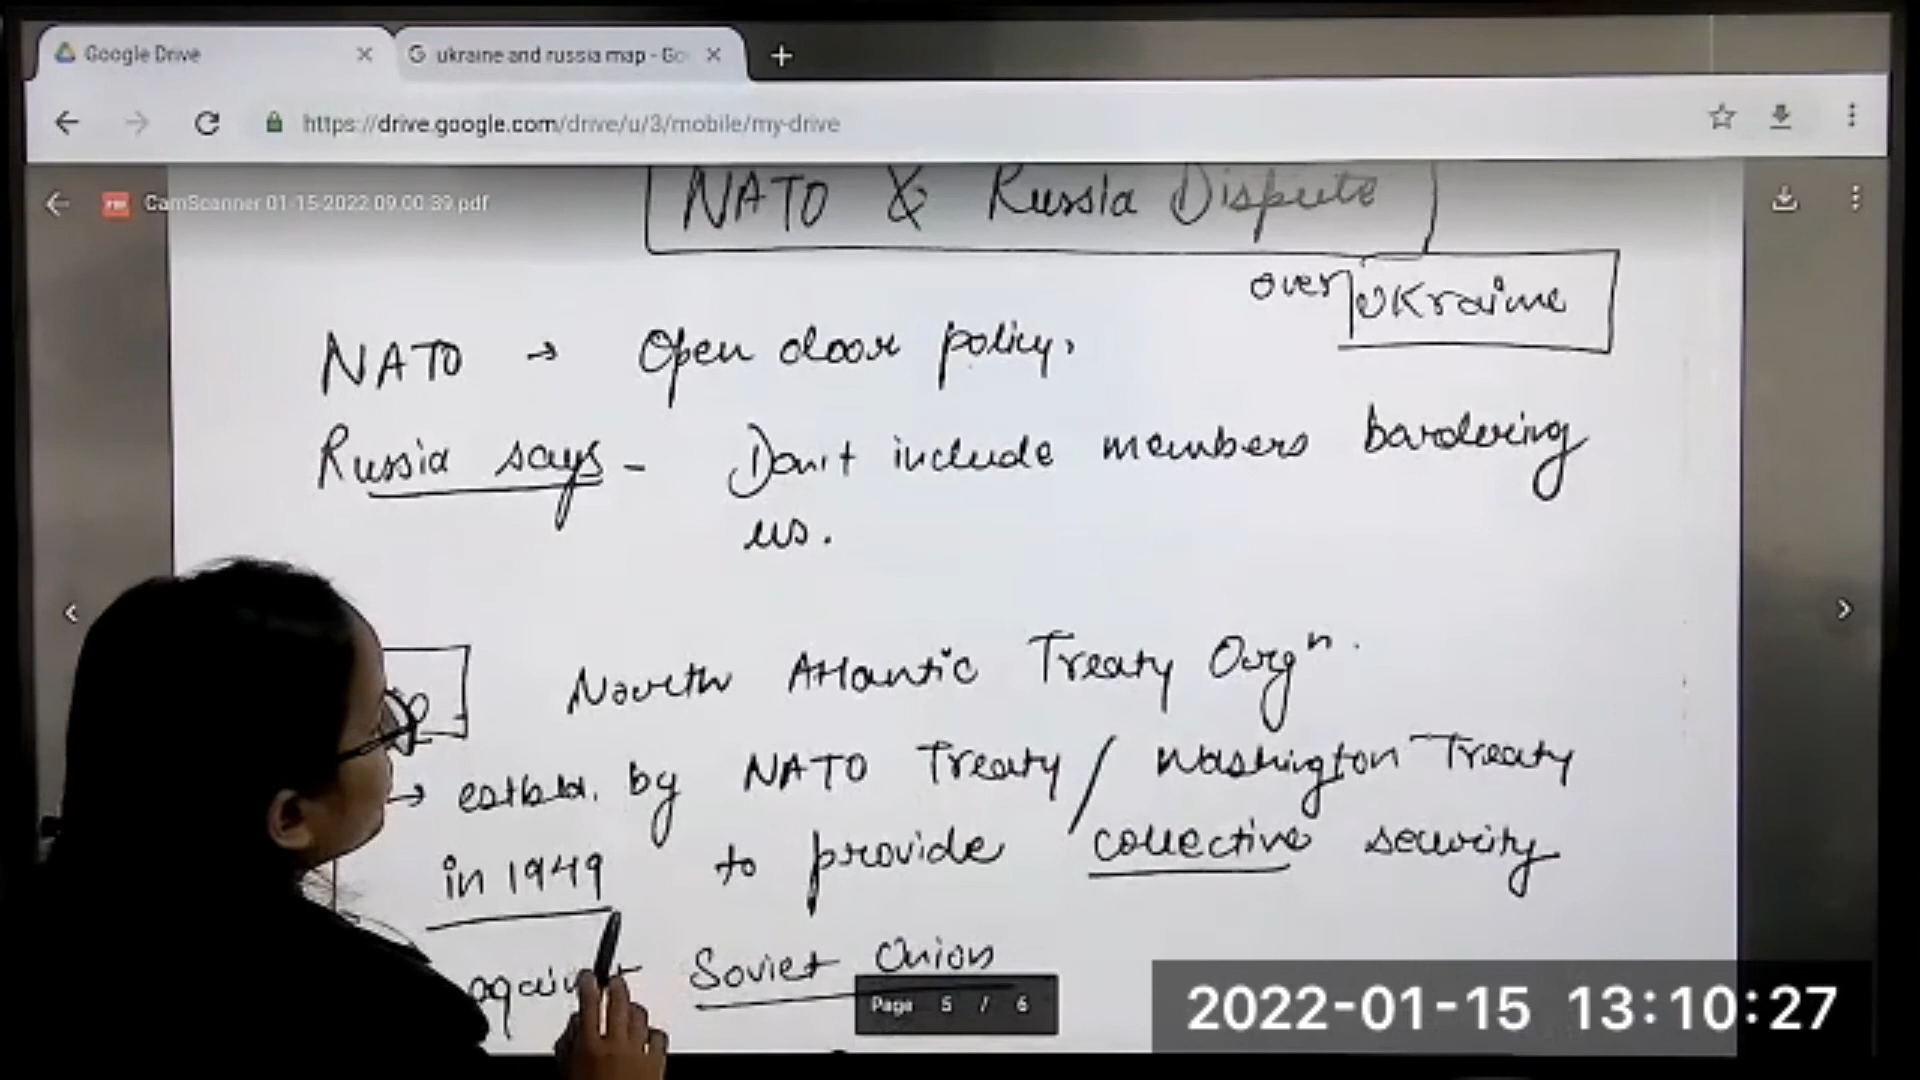 Google Drive
ukraine and russia map - Go
https://drive.google.com/drive/u/3/mobile/my-drive
CamScanner 01-15-2022 09.00.39.pdf
NATO & Russia Dispute
over Ukraine
NATO → Open door policy.
Russia says - Don't include members bordering
us.
North Atlantic Treaty Orgn.
→ by NATO Treaty / Washington Treaty
in 1949 to provide collective security
against Soviet Union
Page 5 / 6
2022-01-15 13:10:27